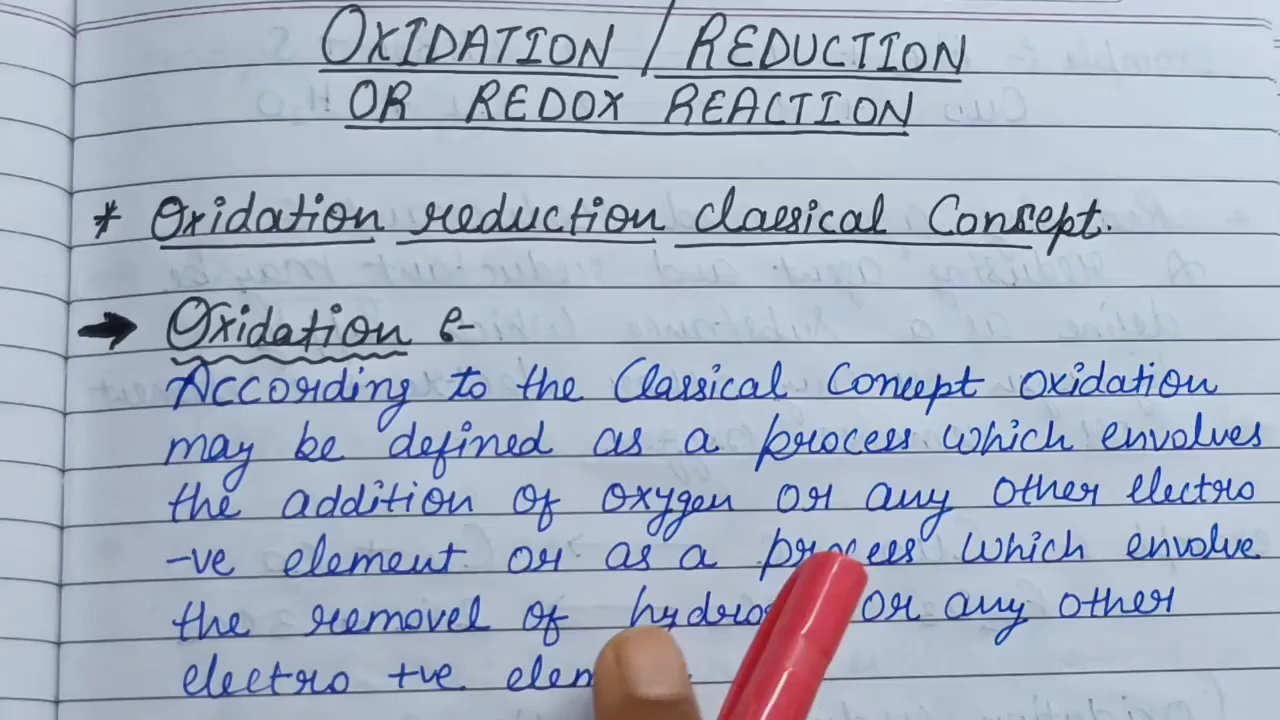 OXIDATION / REDUCTION
OR REDOX REACTION
* Oxidation reduction classical Concept.
→ Oxidation :-
According to the Classical Concept oxidation
may be defined as a process which envolves
the addition of oxygen or any other electro
-ve element or as a process which envolve
the removel of or any other
electro +ve